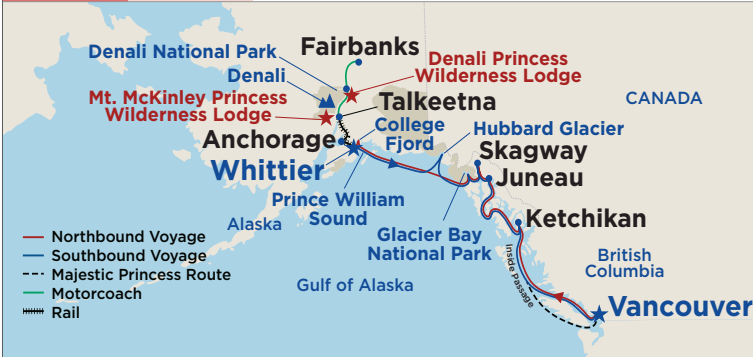 Fairbanks
Denali National Park
Denali Princess
Wilderness Lodge
Denali
Mt. McKinley Princess
Wilderness Lodge
Talkeetna
CANADA
College
Fjord
Hubbard Glacier
Anchorage
Skagway
Whittier
Juneau
Prince William
Sound
Ketchikan
Alaska
Glacier Bay
National Park
Northbound Voyage
Southbound Voyage
Majestic Princess Route
Motorcoach
Rail
Inside Passage
British
Columbia
Gulf of Alaska
Vancouver